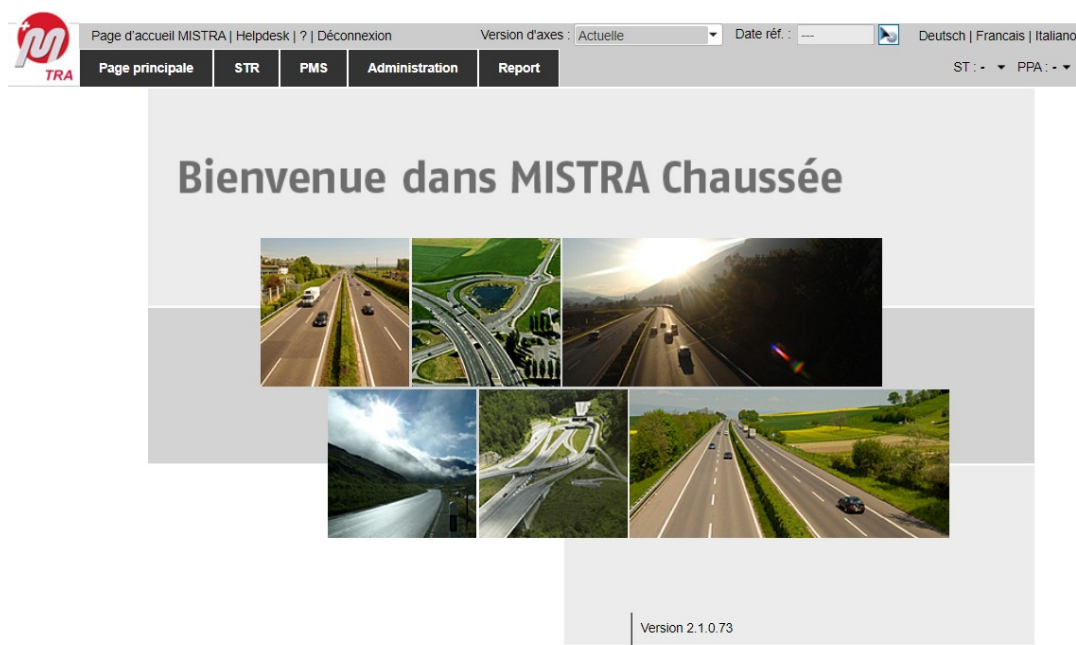 Page d'accueil MISTRA | Helpdesk | ? | Déconnexion Version d'axes : Actuelle Date réf. : --- Deutsch | Francais | Italiano
TRA Page principale STR PMS Administration Report ST : - PPA : -
Bienvenue dans MISTRA Chaussée
Version 2.1.0.73